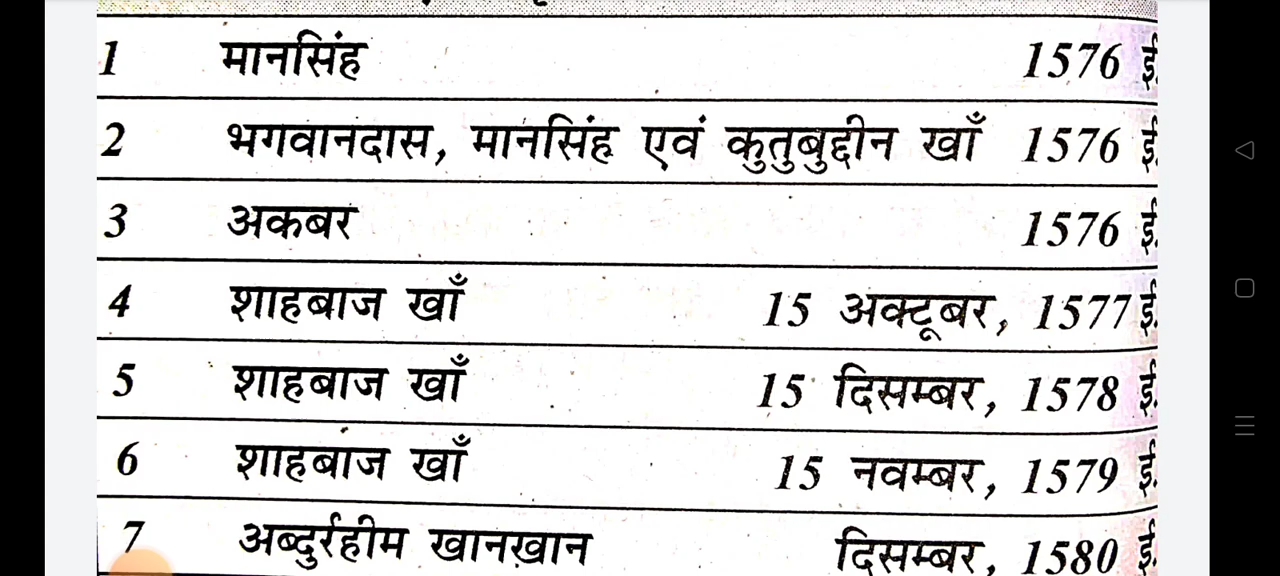 1 मानसिंह 1576 ई.
2 भगवानदास, मानसिंह एवं कुतुबुद्दीन खाँ 1576 ई.
3 अकबर 1576 ई.
4 शाहबाज खाँ 15 अक्टूबर, 1577 ई.
5 शाहबाज खाँ 15 दिसम्बर, 1578 ई.
6 शाहबाज खाँ 15 नवम्बर, 1579 ई.
7 अब्दुर्रहीम खानख़ान दिसम्बर, 1580 ई.